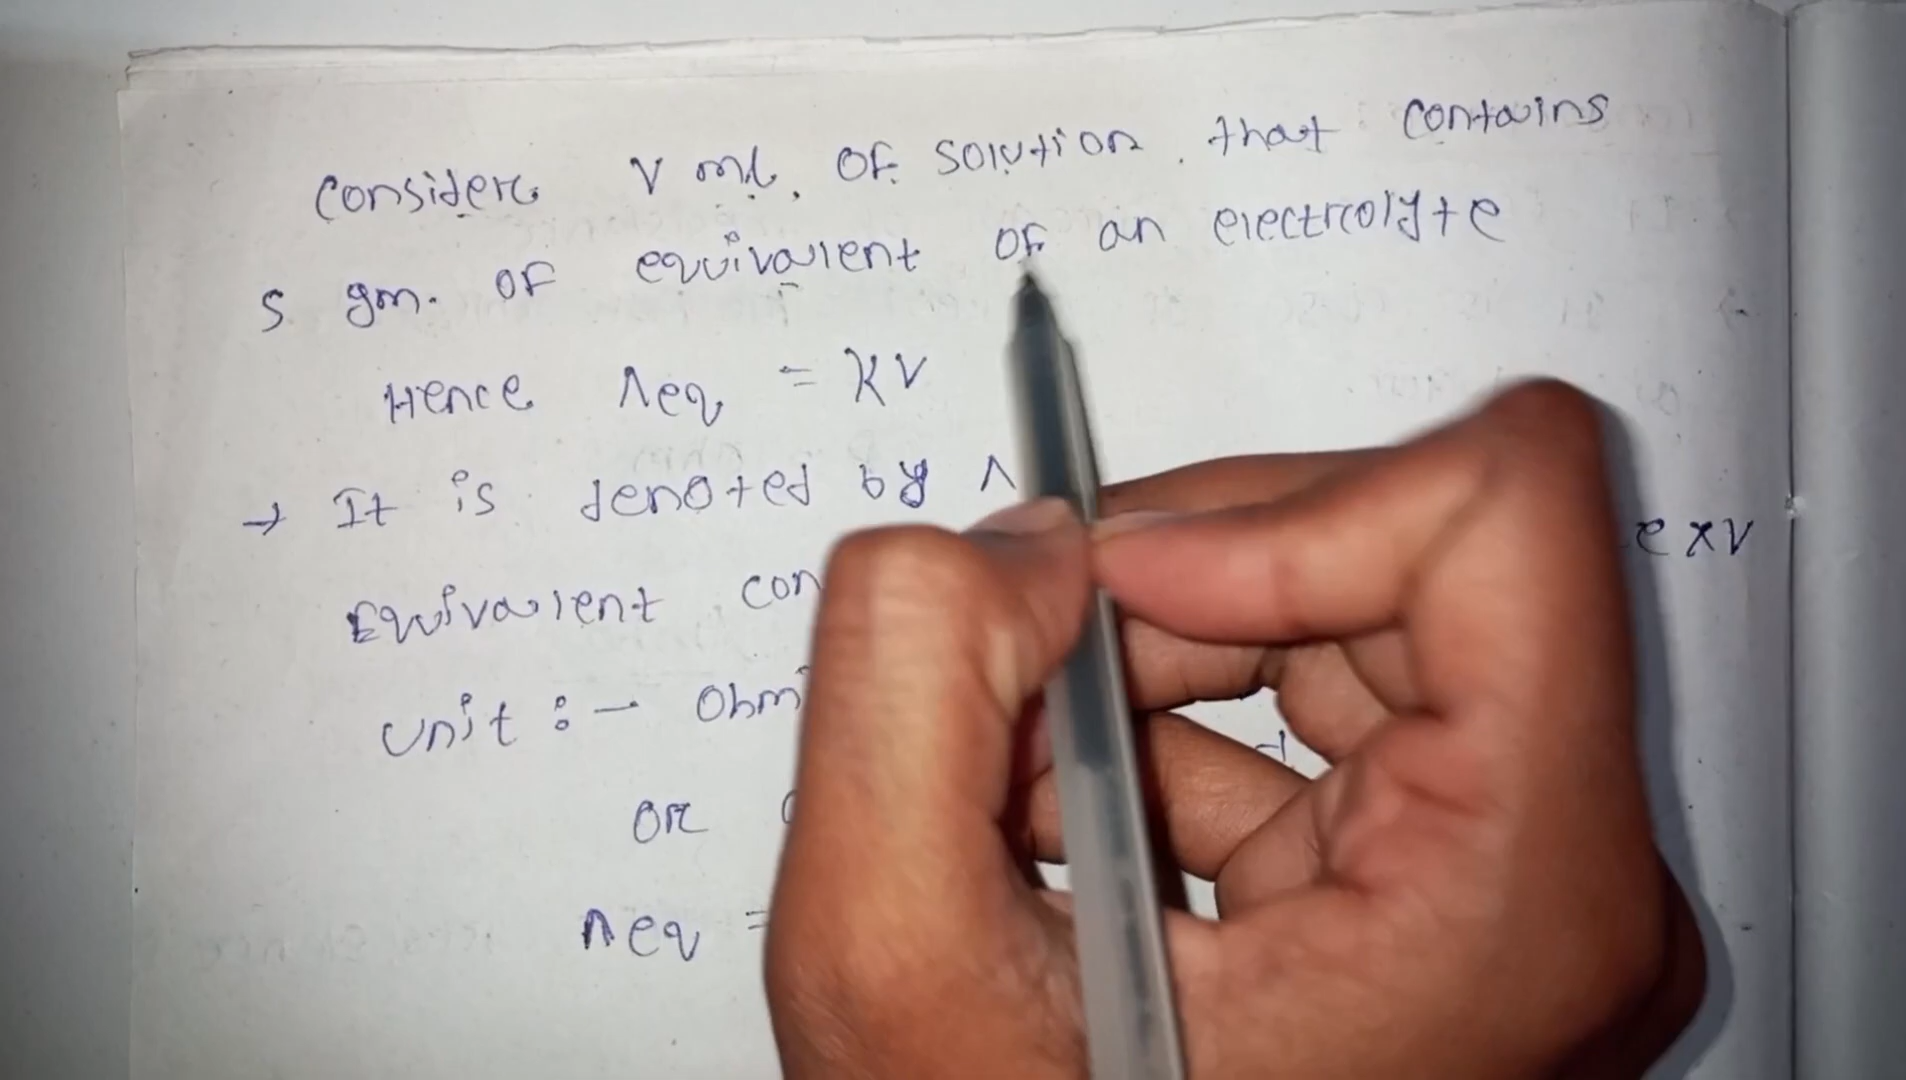 Consider V ml. of solution that contains
S gm. of equivalent of an electrolyte
Hence Λeq = KV
→ It is denoted by Λ
Equivalent con e x V
Unit :- Ohm
or
Λeq =